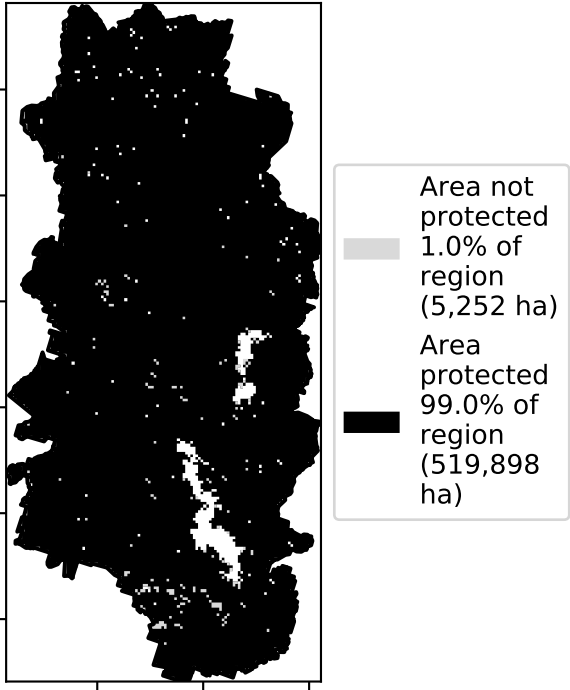 Area not
protected
1.0% of
region
(5,252 ha)
Area
protected
99.0% of
region
(519,898
ha)